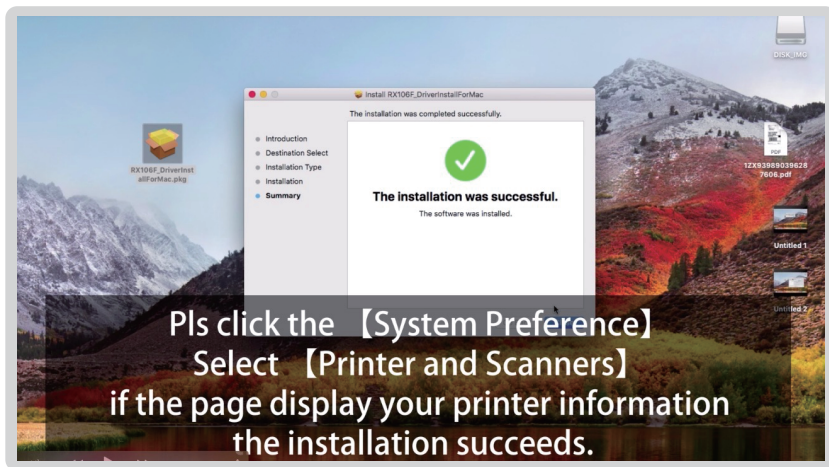 DISK_IMG
Install RX106F_DriverInstallForMac
The installation was completed successfully.
Introduction
Destination Select
Installation Type
Installation
Summary
The installation was successful.
The software was installed.
RX106F_DriverInst
allForMac.pkg
PDF
1ZX93989039628
7606.pdf
Untitled 1
Untitled 2
Pls click the 【System Preference】
Select 【Printer and Scanners】
if the page display your printer information
the installation succeeds.